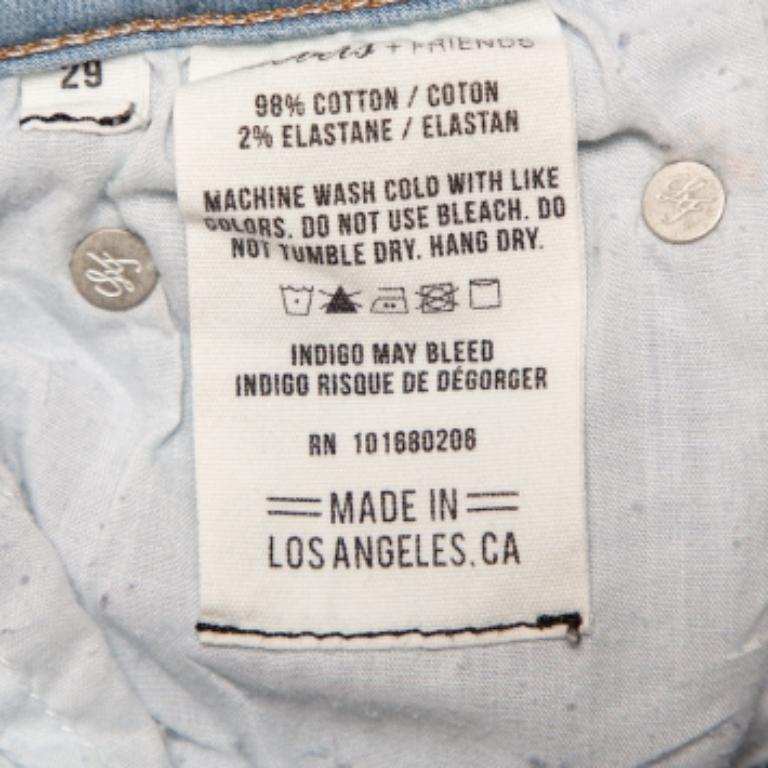 29
+ FRIENDS
98% COTTON / COTON
2% ELASTANE / ELASTAN
MACHINE WASH COLD WITH LIKE
COLORS. DO NOT USE BLEACH. DO
NOT TUMBLE DRY. HANG DRY.
INDIGO MAY BLEED
INDIGO RISQUE DE DÉGORGER
RN 101680206
MADE IN
LOS ANGELES, CA